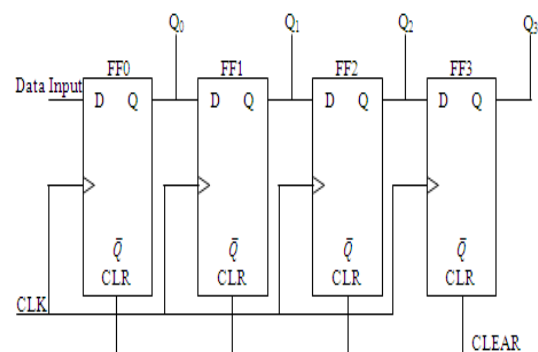 Q₀ Q₁ Q₂ Q₃
FF0 FF1 FF2 FF3
Data Input
D Q D Q D Q D Q
Q̅ Q̅ Q̅ Q̅
CLR CLR CLR CLR
CLK
CLEAR